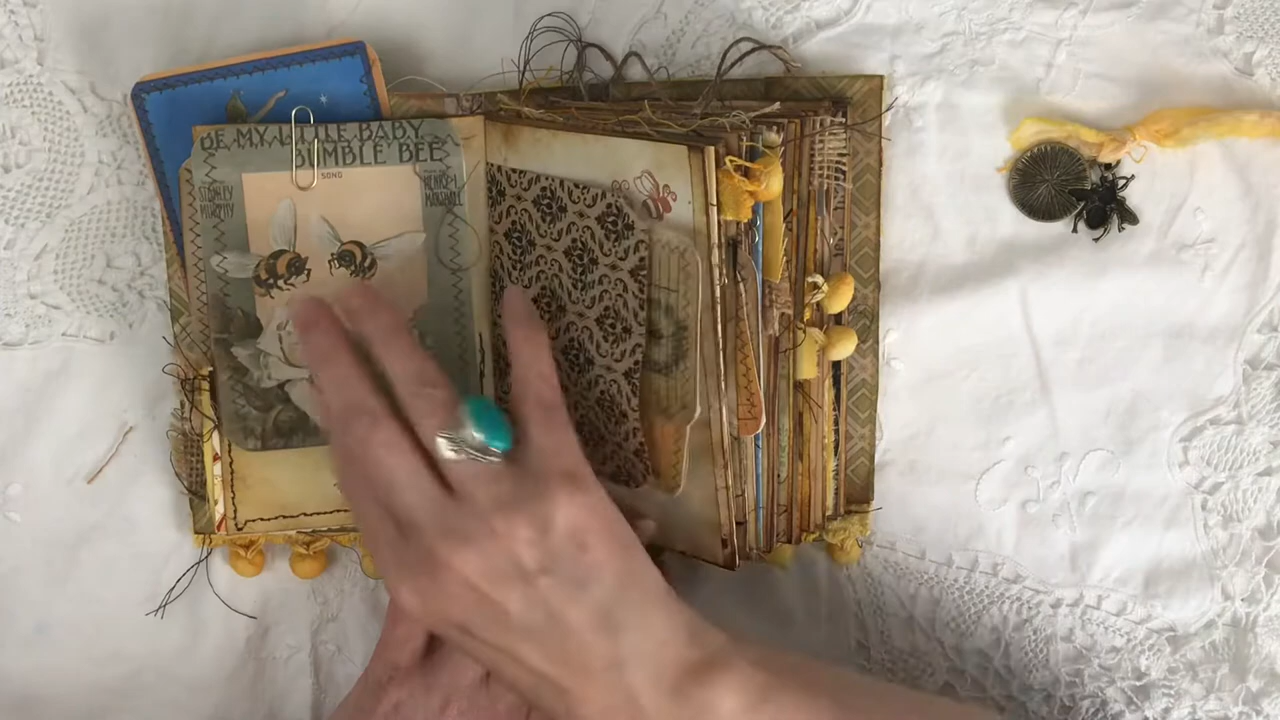 BE MY LITTLE BABY
BUMBLE BEE
SONG
STANLEY
MURPHY
HENRY I.
MARSHALL